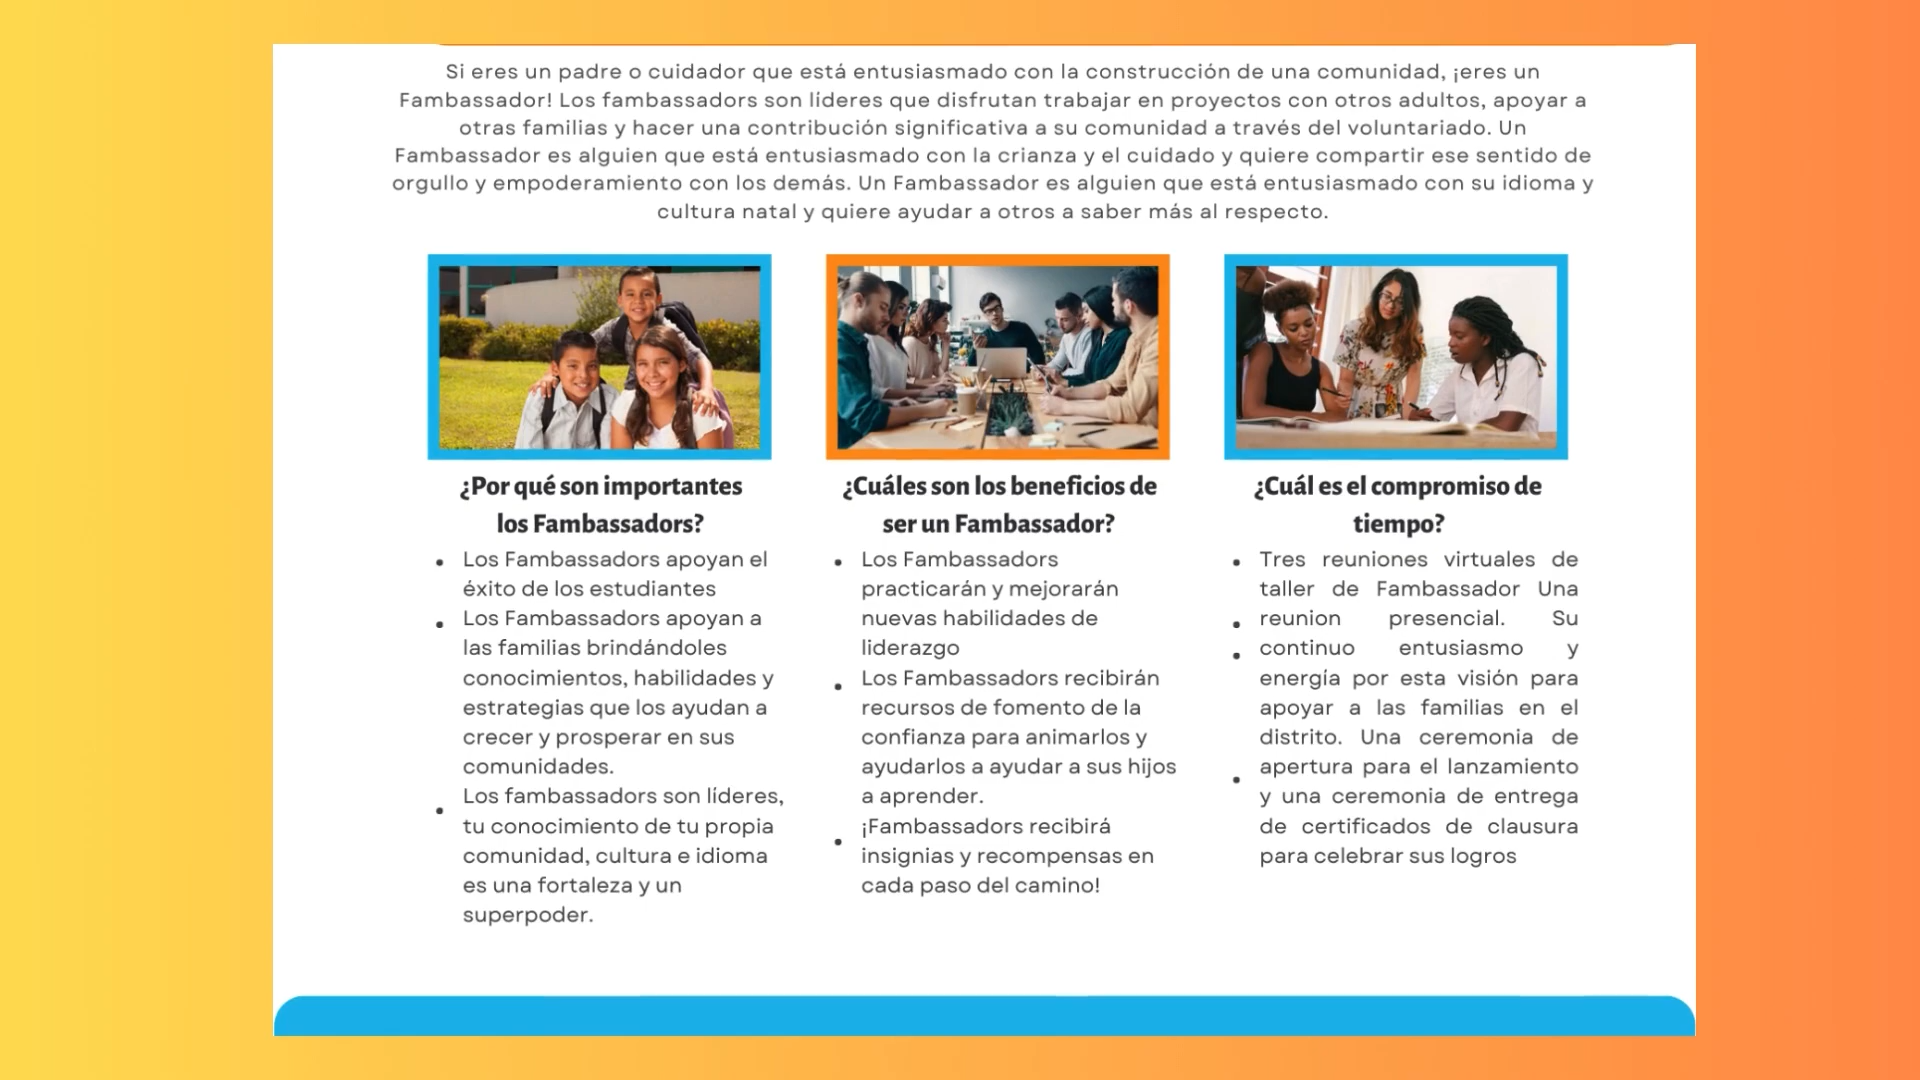 Si eres un padre o cuidador que está entusiasmado con la construcción de una comunidad, ¡eres un
Fambassador! Los fambassadors son líderes que disfrutan trabajar en proyectos con otros adultos, apoyar a
otras familias y hacer una contribución significativa a su comunidad a través del voluntariado. Un
Fambassador es alguien que está entusiasmado con la crianza y el cuidado y quiere compartir ese sentido de
orgullo y empoderamiento con los demás. Un Fambassador es alguien que está entusiasmado con su idioma y
cultura natal y quiere ayudar a otros a saber más al respecto.
¿Por qué son importantes
los Fambassadors?
• Los Fambassadors apoyan el
éxito de los estudiantes
• Los Fambassadors apoyan a
las familias brindándoles
conocimientos, habilidades y
estrategias que los ayudan a
crecer y prosperar en sus
comunidades.
• Los fambassadors son líderes,
tu conocimiento de tu propia
comunidad, cultura e idioma
es una fortaleza y un
superpoder.
¿Cuáles son los beneficios de
ser un Fambassador?
• Los Fambassadors
practicarán y mejorarán
nuevas habilidades de
liderazgo
• Los Fambassadors recibirán
recursos de fomento de la
confianza para animarlos y
ayudarlos a ayudar a sus hijos
a aprender.
• ¡Fambassadors recibirá
insignias y recompensas en
cada paso del camino!
¿Cuál es el compromiso de
tiempo?
• Tres reuniones virtuales de
taller de Fambassador Una
• reunion presencial. Su
• continuo entusiasmo y
energía por esta visión para
apoyar a las familias en el
distrito. Una ceremonia de
• apertura para el lanzamiento
y una ceremonia de entrega
de certificados de clausura
para celebrar sus logros